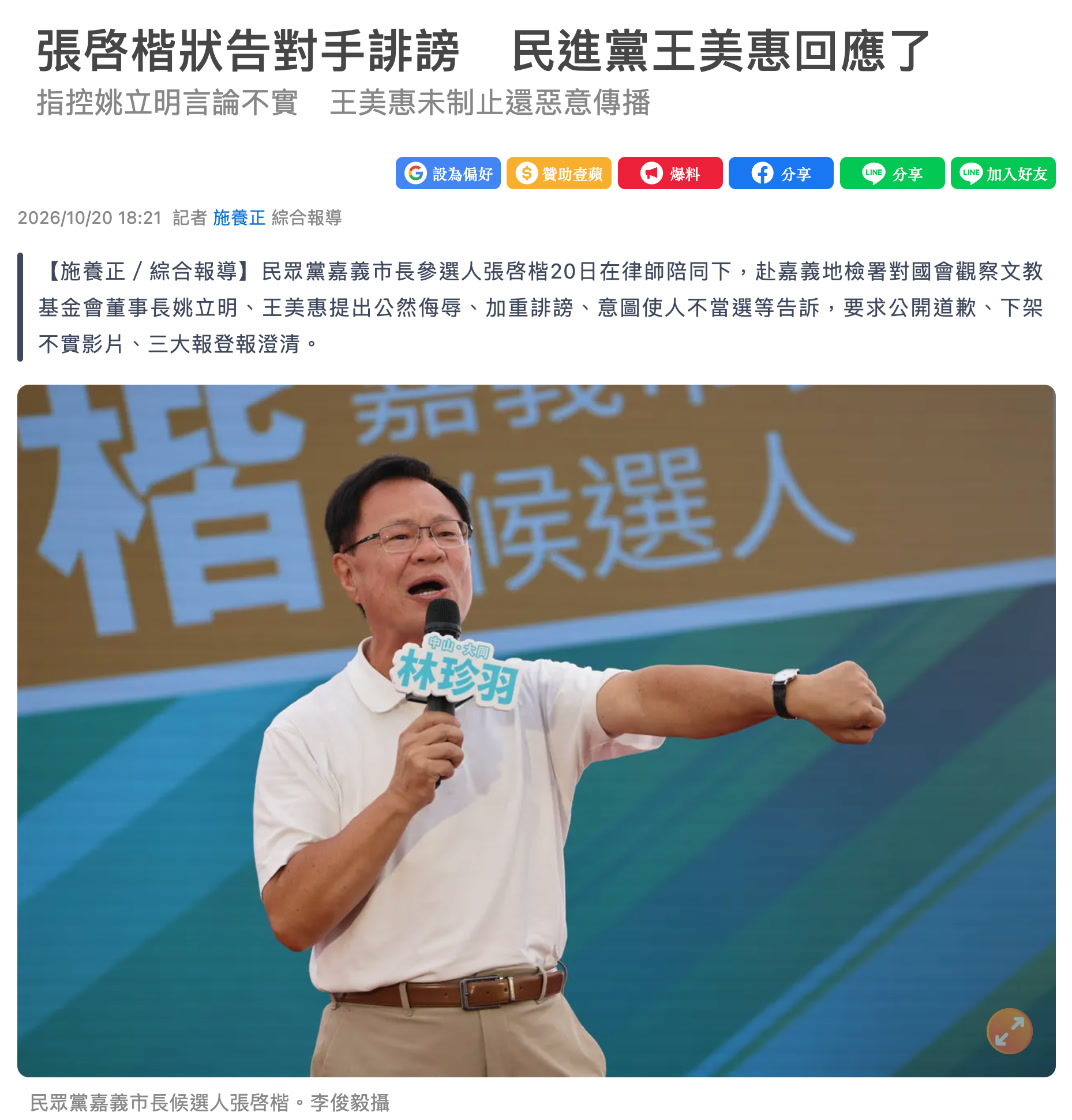 張啓楷狀告對手誹謗　民進黨王美惠回應了
指控姚立明言論不實　王美惠未制止還惡意傳播
設為偏好 贊助壹蘋 爆料 分享 LINE 分享 LINE 加入好友
2026/10/20 18:21 記者 施養正 綜合報導
【施養正／綜合報導】民眾黨嘉義市長參選人張啓楷20日在律師陪同下，赴嘉義地檢署對國會觀察文教
基金會董事長姚立明、王美惠提出公然侮辱、加重誹謗、意圖使人不當選等告訴，要求公開道歉、下架
不實影片、三大報登報澄清。
楷 嘉義市
候選人
中山·大同
林珍羽
民眾黨嘉義市長候選人張啓楷。李俊毅攝